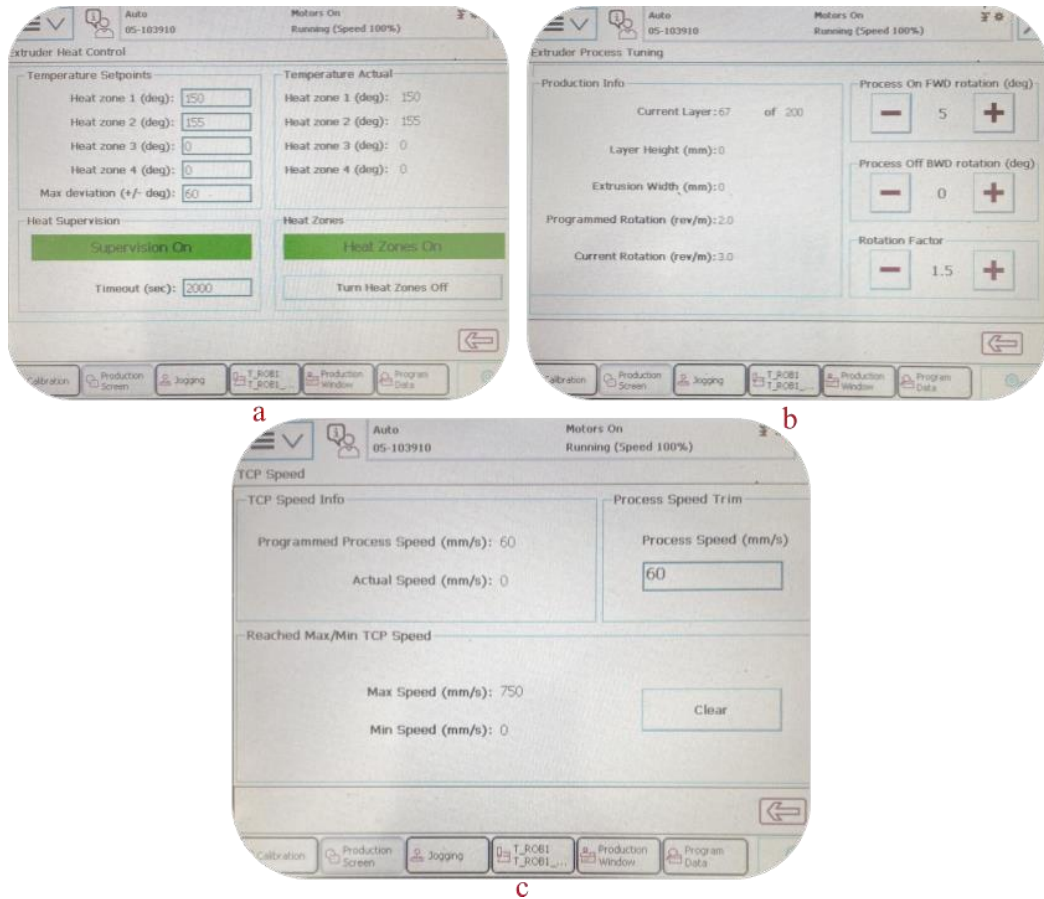 Auto
05-103910
Motors On
Running (Speed 100%)
xtruder Heat Control
Temperature Setpoints
Heat zone 1 (deg): 150
Heat zone 2 (deg): 155
Heat zone 3 (deg): 0
Heat zone 4 (deg): 0
Max deviation (+/- deg): 60
Temperature Actual
Heat zone 1 (deg): 150
Heat zone 2 (deg): 155
Heat zone 3 (deg): 0
Heat zone 4 (deg): 0
Heat Supervision
Supervision On
Timeout (sec): 2000
Heat Zones
Heat Zones On
Turn Heat Zones Off
Calibration
Production Screen
Jogging
T_ROB1
T_ROB1_...
Production Window
Program Data
a
Auto
05-103910
Motors On
Running (Speed 100%)
Extruder Process Tuning
Production Info
Current Layer: 67 of 200
Layer Height (mm): 0
Extrusion Width (mm): 0
Programmed Rotation (rev/m): 2.0
Current Rotation (rev/m): 3.0
Process On FWD rotation (deg)
− 5 +
Process Off BWD rotation (deg)
− 0 +
Rotation Factor
− 1.5 +
alibration
Production Screen
Jogging
T_ROB1
T_ROB1_...
Production Window
Program Data
b
Auto
05-103910
Motors On
Running (Speed 100%)
TCP Speed
TCP Speed Info
Programmed Process Speed (mm/s): 60
Actual Speed (mm/s): 0
Process Speed Trim
Process Speed (mm/s)
60
Reached Max/Min TCP Speed
Max Speed (mm/s): 750
Min Speed (mm/s): 0
Clear
Calibration
Production Screen
Jogging
T_ROB1
T_ROB1_...
Production Window
Program Data
c